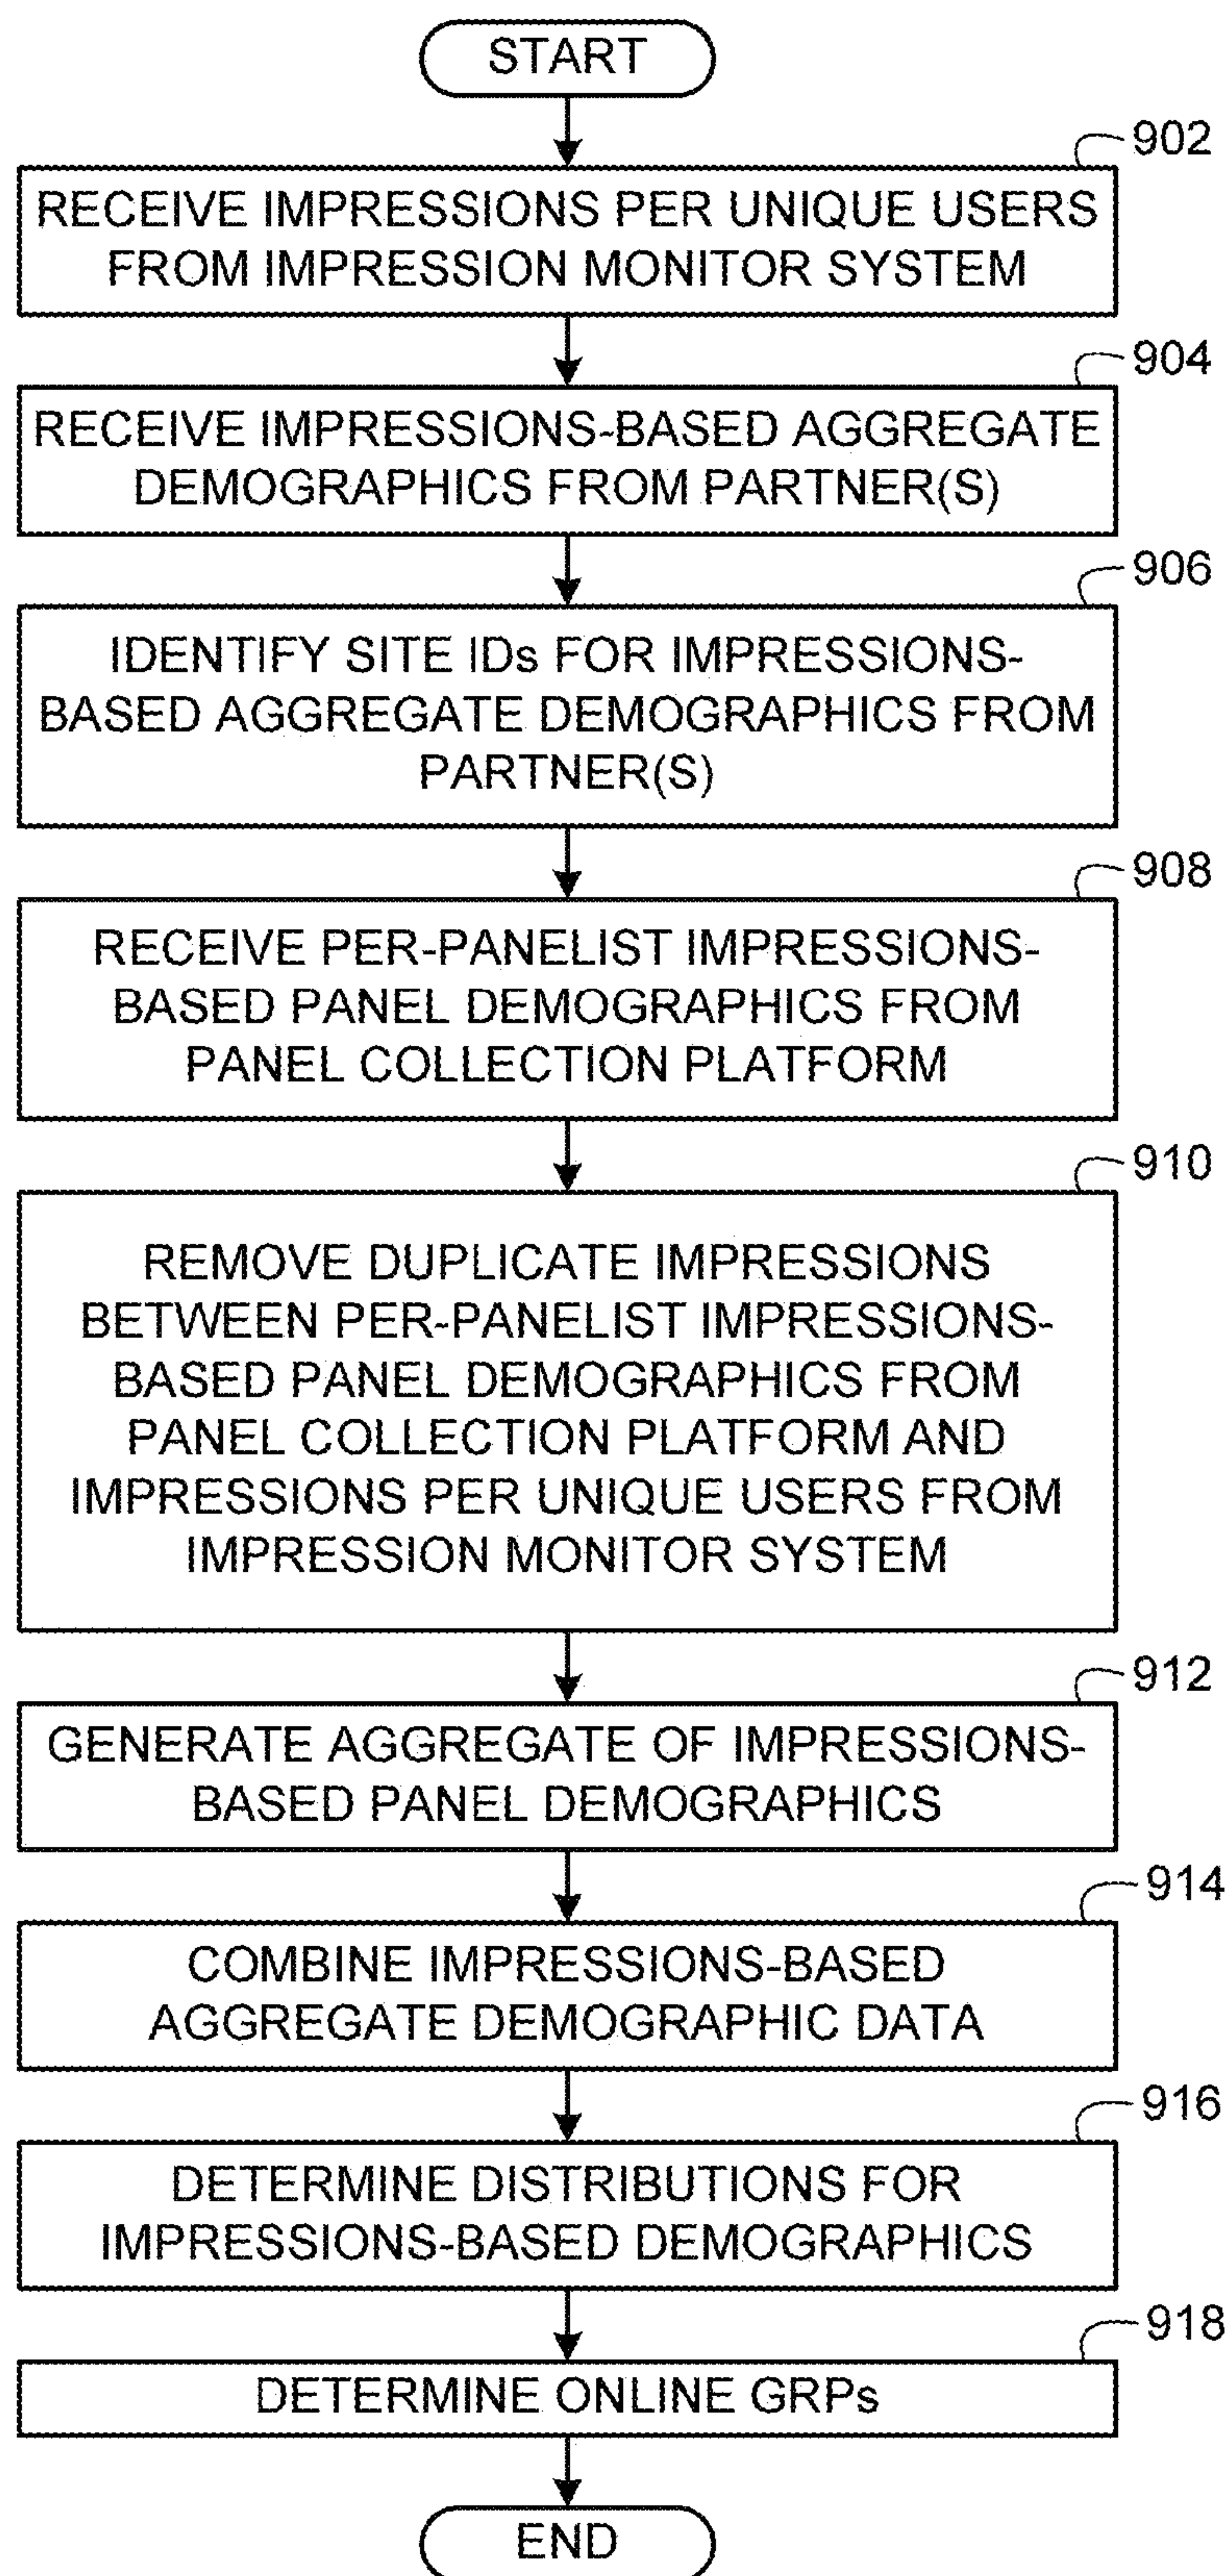 START
902
RECEIVE IMPRESSIONS PER UNIQUE USERS
FROM IMPRESSION MONITOR SYSTEM
904
RECEIVE IMPRESSIONS-BASED AGGREGATE
DEMOGRAPHICS FROM PARTNER(S)
906
IDENTIFY SITE IDs FOR IMPRESSIONS-
BASED AGGREGATE DEMOGRAPHICS FROM
PARTNER(S)
908
RECEIVE PER-PANELIST IMPRESSIONS-
BASED PANEL DEMOGRAPHICS FROM
PANEL COLLECTION PLATFORM
910
REMOVE DUPLICATE IMPRESSIONS
BETWEEN PER-PANELIST IMPRESSIONS-
BASED PANEL DEMOGRAPHICS FROM
PANEL COLLECTION PLATFORM AND
IMPRESSIONS PER UNIQUE USERS FROM
IMPRESSION MONITOR SYSTEM
912
GENERATE AGGREGATE OF IMPRESSIONS-
BASED PANEL DEMOGRAPHICS
914
COMBINE IMPRESSIONS-BASED
AGGREGATE DEMOGRAPHIC DATA
916
DETERMINE DISTRIBUTIONS FOR
IMPRESSIONS-BASED DEMOGRAPHICS
918
DETERMINE ONLINE GRPs
END